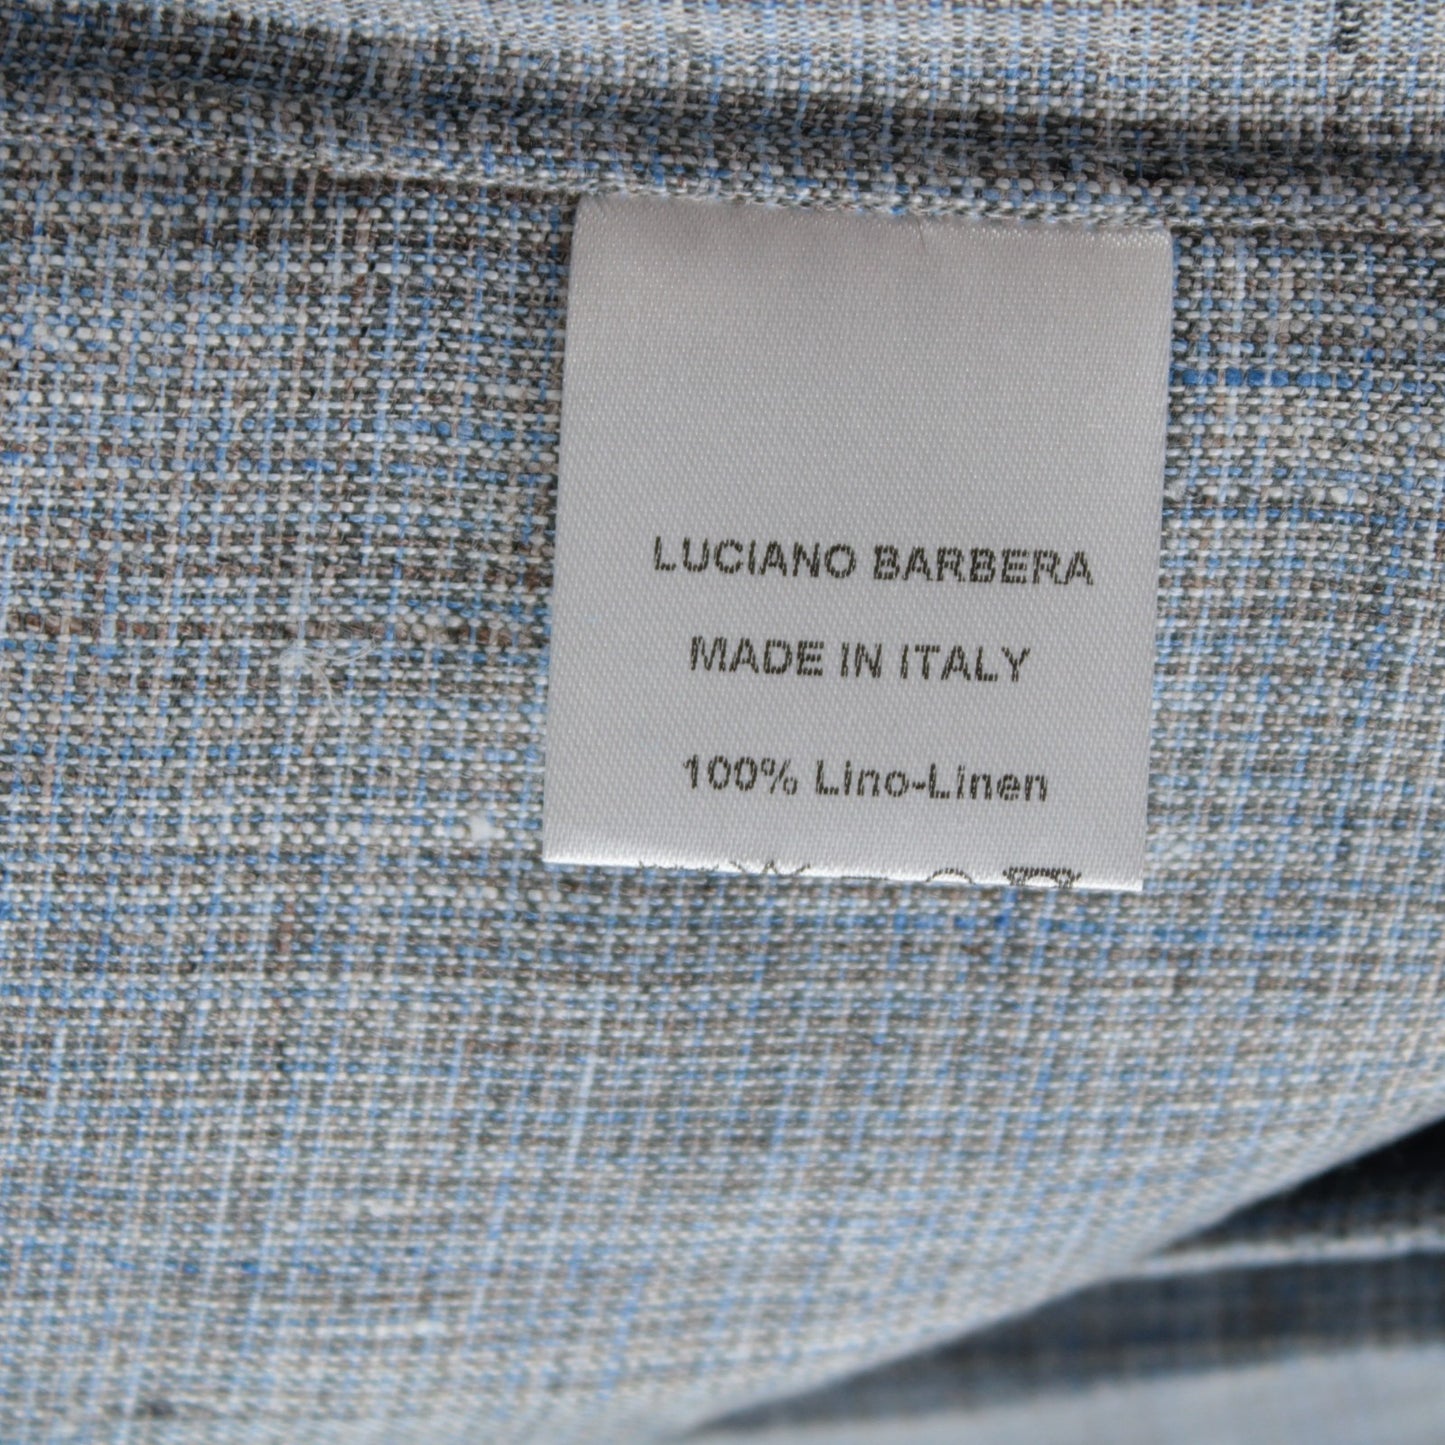 LUCIANO BARBERA
MADE IN ITALY
100% Lino-Linen